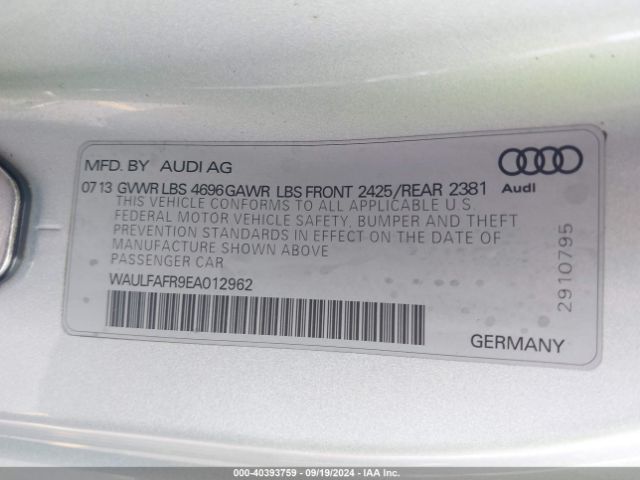 MFD. BY AUDI AG
0713 GVWR LBS 4696 GAWR LBS FRONT 2425/REAR 2381
Audi
THIS VEHICLE CONFORMS TO ALL APPLICABLE U.S.
FEDERAL MOTOR VEHICLE SAFETY, BUMPER AND THEFT
PREVENTION STANDARDS IN EFFECT ON THE DATE OF
MANUFACTURE SHOWN ABOVE
PASSENGER CAR
WAULFAFR9EA012962
2910795
GERMANY
000-40393759 - 09/19/2024 - IAA Inc.